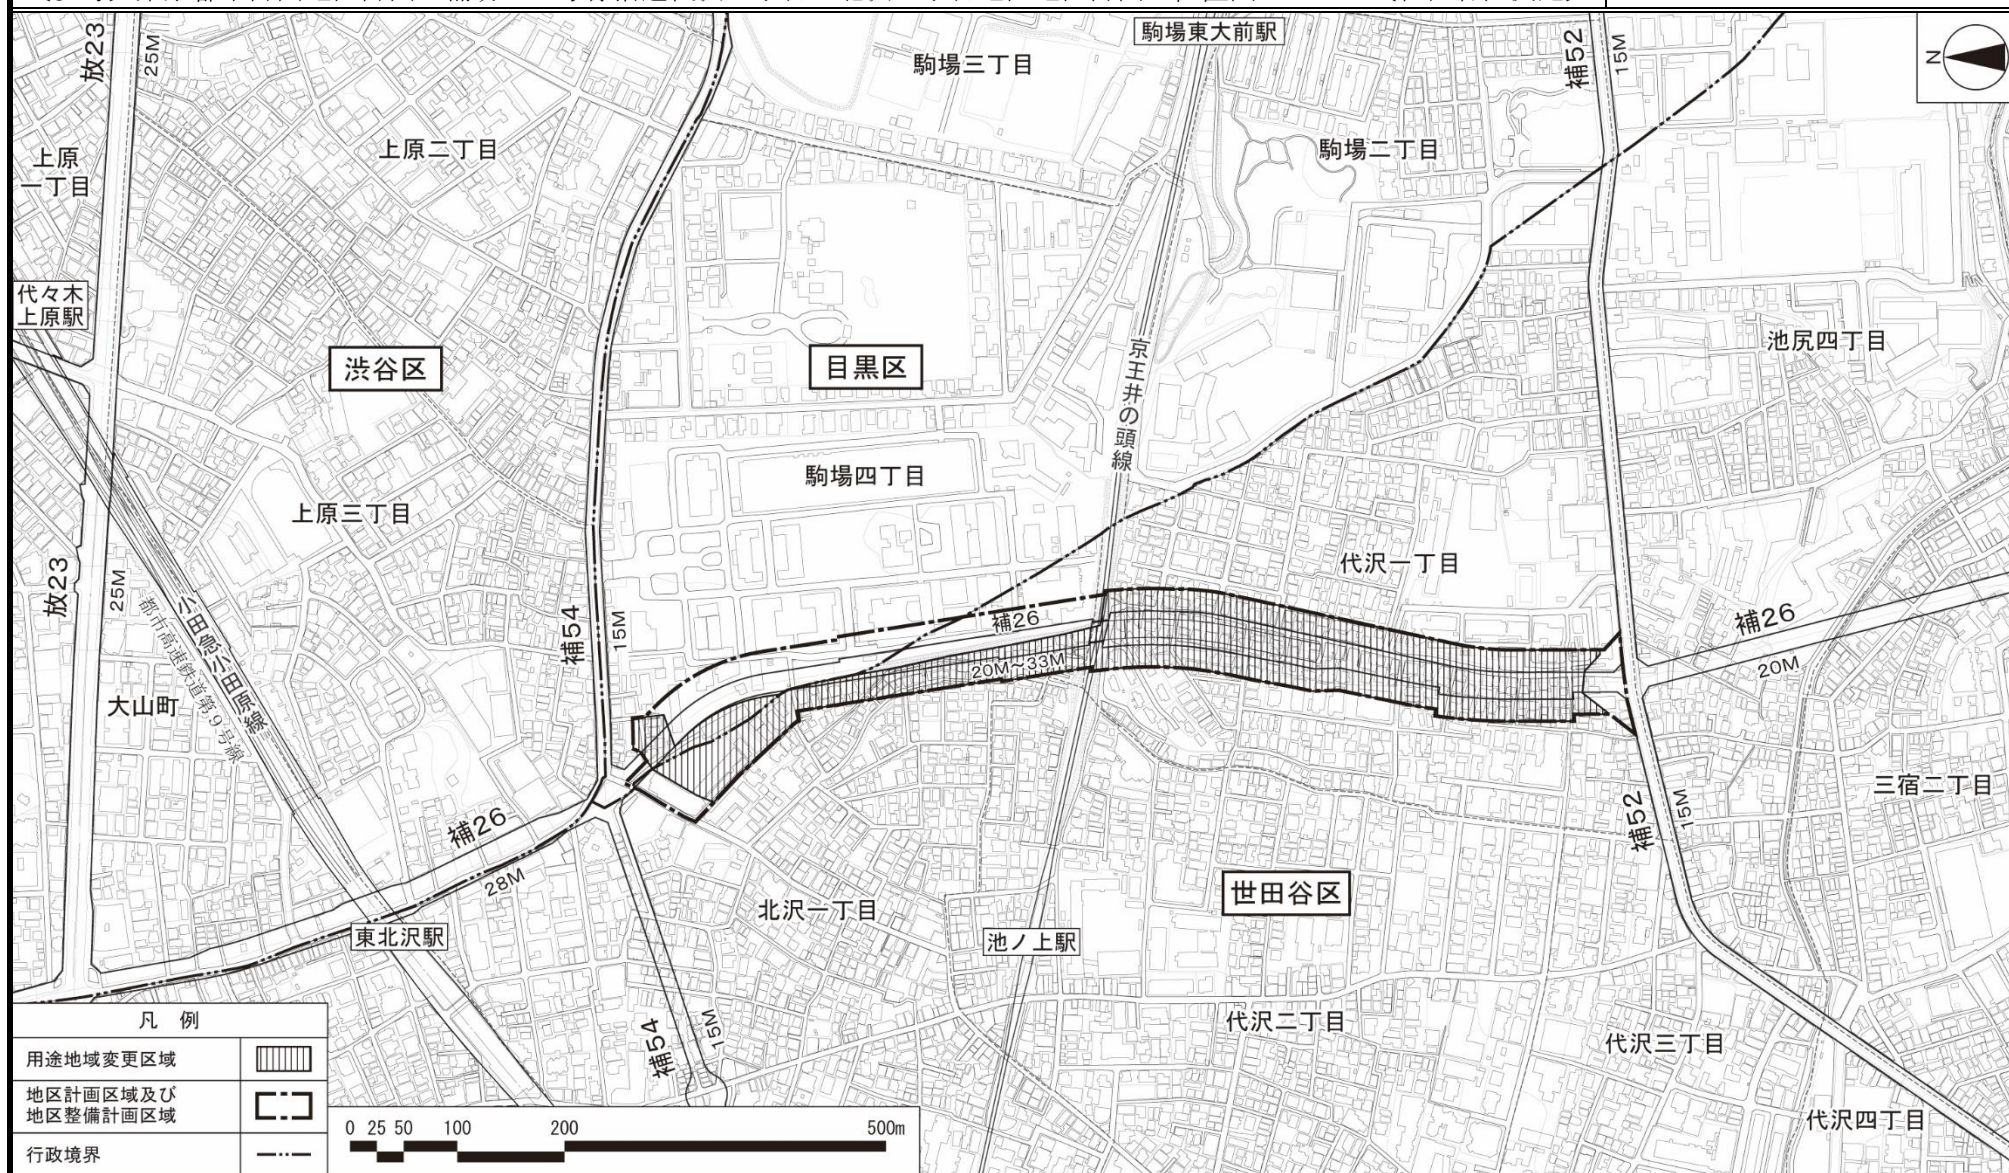 駒場東大前駅
放23
25M
駒場三丁目
補52
15M
N
上原
一丁目
上原二丁目
駒場二丁目
代々木
上原駅
渋谷区
目黒区
京王井の頭線
池尻四丁目
駒場四丁目
上原三丁目
放23
25M
小田急小田原線
都市高速鉄道第9号線
補54
15M
代沢一丁目
補26
20M~33M
補26
20M
大山町
補26
28M
三宿二丁目
補52
15M
世田谷区
北沢一丁目
東北沢駅
池ノ上駅
補54
15M
代沢二丁目
代沢三丁目
代沢四丁目
凡 例
用途地域変更区域
地区計画区域及び
地区整備計画区域
行政境界
0 25 50 100 200 500m